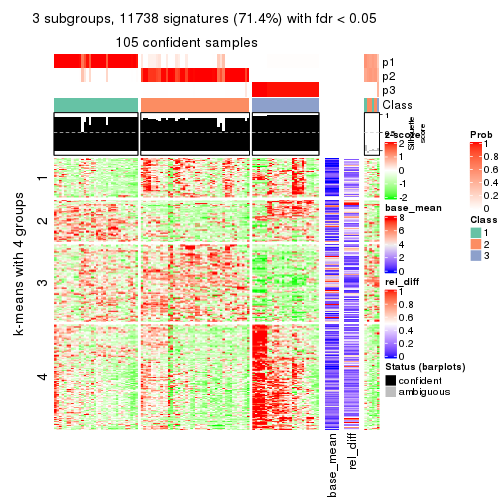 3 subgroups, 11738 signatures (71.4%) with fdr < 0.05
105 confident samples
p1
p2
p3
Class
1
Silhouette
score
k-means with 4 groups
1
2
3
4
base_mean
rel_diff
z-score
2
1
0
-1
-2
base_mean
8
6
4
2
0
rel_diff
1
0.8
0.6
0.4
0.2
0
Status (barplots)
confident
ambiguous
Prob
1
0.8
0.6
0.4
0.2
0
Class
1
2
3